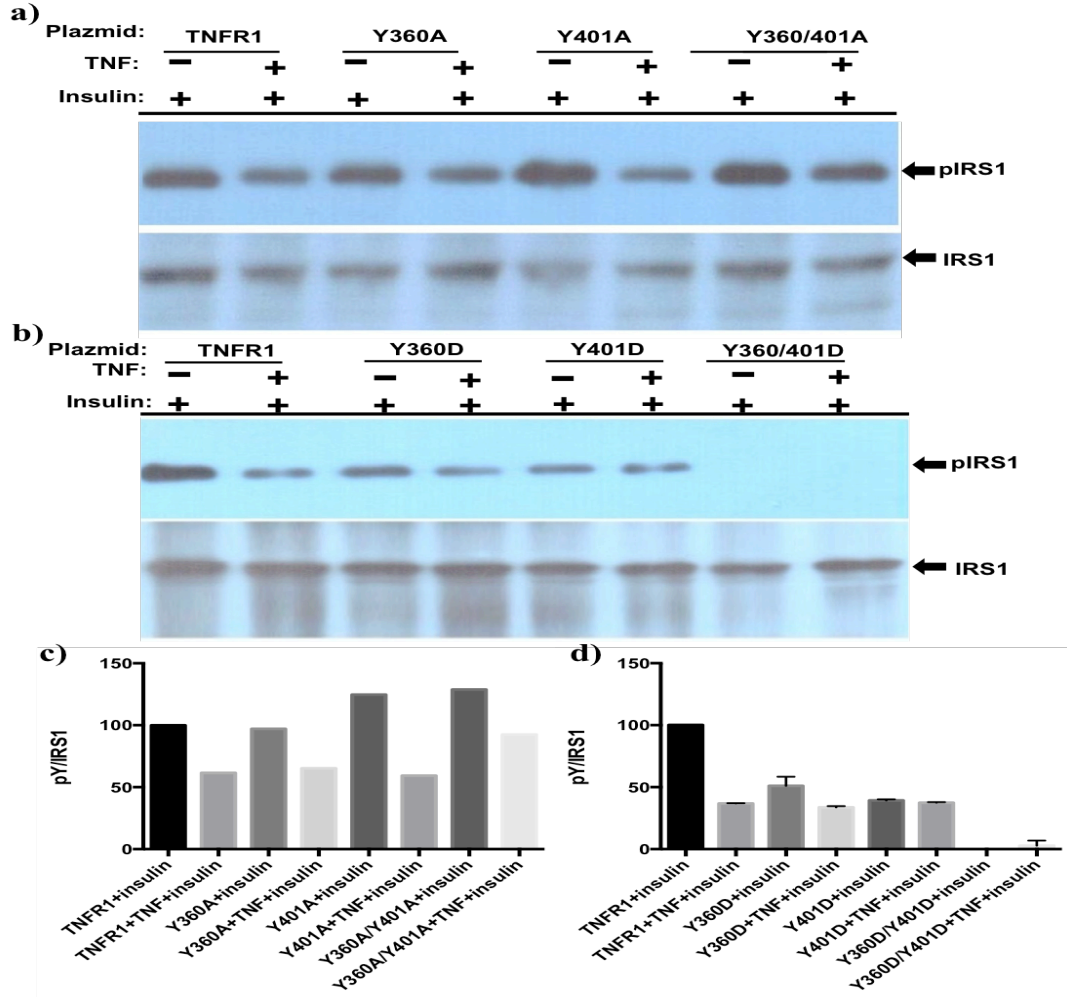 a)
Plazmid: TNFR1 Y360A Y401A Y360/401A
TNF: − + − + − + − +
Insulin: + + + + + + + +
pIRS1
IRS1
b)
Plazmid: TNFR1 Y360D Y401D Y360/401D
TNF: − + − + − + − +
Insulin: + + + + + + + +
pIRS1
IRS1
c)
pY/IRS1
150
100
50
0
TNFR1+insulin
TNFR1+TNF+insulin
Y360A+insulin
Y360A+TNF+insulin
Y401A+insulin
Y401A+TNF+insulin
Y360A/Y401A+insulin
Y360A/Y401A+TNF+insulin
d)
pY/IRS1
150
100
50
0
TNFR1+insulin
TNFR1+TNF+insulin
Y360D+insulin
Y360D+TNF+insulin
Y401D+insulin
Y401D+TNF+insulin
Y360D/Y401D+insulin
Y360D/Y401D+TNF+insulin